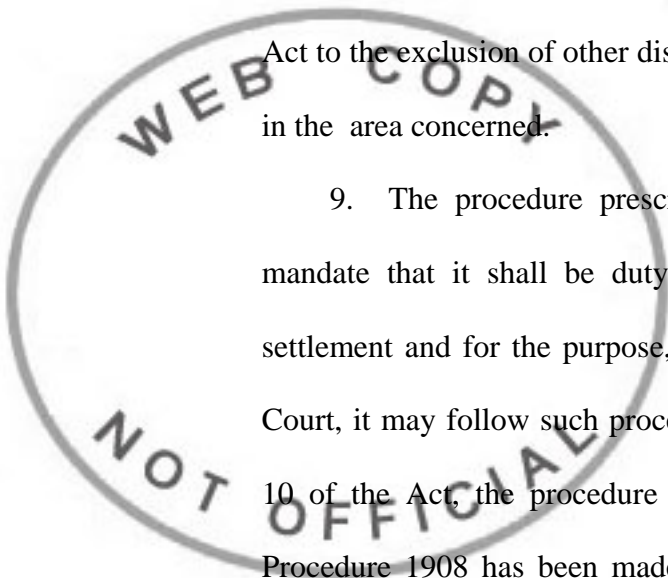 Act to the exclusion of other dis
in the area concerned.
9. The procedure presc
mandate that it shall be duty
settlement and for the purpose,
Court, it may follow such proce
10 of the Act, the procedure
Procedure 1908 has been made
WEB COPY
NOT OFFICIAL